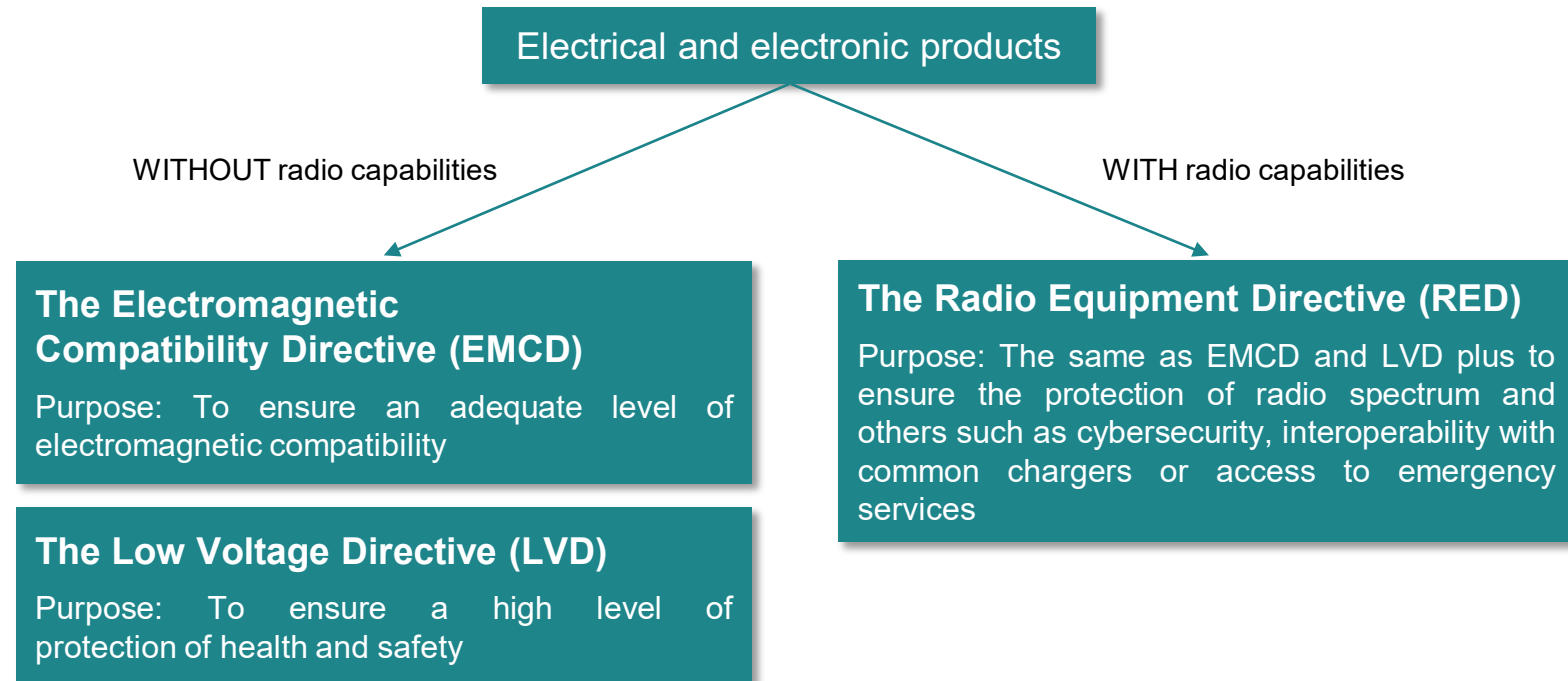 Electrical and electronic products
WITHOUT radio capabilities
WITH radio capabilities
The Electromagnetic
Compatibility Directive (EMCD)
Purpose: To ensure an adequate level of
electromagnetic compatibility
The Low Voltage Directive (LVD)
Purpose: To ensure a high level of
protection of health and safety
The Radio Equipment Directive (RED)
Purpose: The same as EMCD and LVD plus to
ensure the protection of radio spectrum and
others such as cybersecurity, interoperability with
common chargers or access to emergency
services